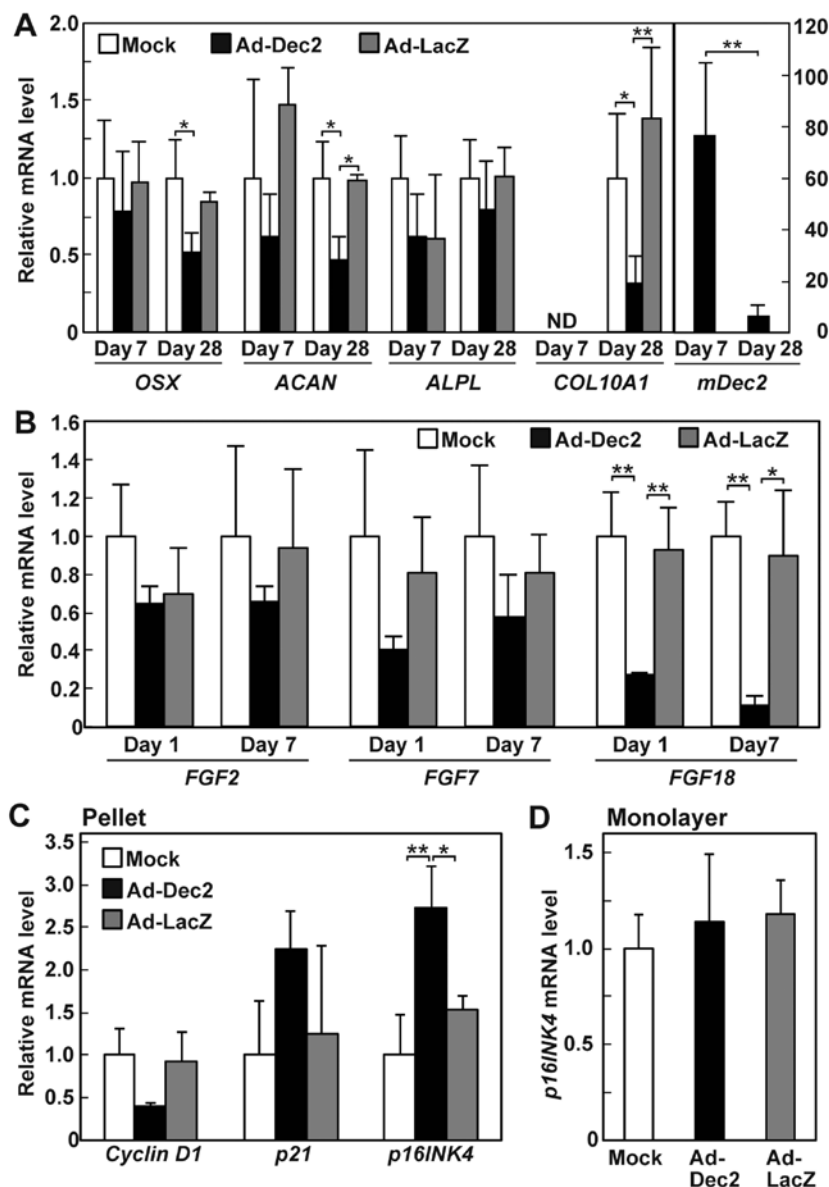 A
Mock Ad-Dec2 Ad-LacZ
Relative mRNA level
2.0
1.5
1.0
0.5
0
120
100
80
60
40
20
0
* * * * ** **
ND
Day 7 Day 28 Day 7 Day 28 Day 7 Day 28 Day 7 Day 28 Day 7 Day 28
OSX ACAN ALPL COL10A1 mDec2
B
Mock Ad-Dec2 Ad-LacZ
Relative mRNA level
1.6
1.4
1.2
1.0
0.8
0.6
0.4
0.2
0
** ** ** *
Day 1 Day 7 Day 1 Day 7 Day 1 Day7
FGF2 FGF7 FGF18
C Pellet
Mock
Ad-Dec2
Ad-LacZ
Relative mRNA level
3.5
3.0
2.5
2.0
1.5
1.0
0.5
0
** *
Cyclin D1 p21 p16INK4
D Monolayer
p16INK4 mRNA level
1.5
1.0
0.5
0
Mock Ad-Dec2 Ad-LacZ